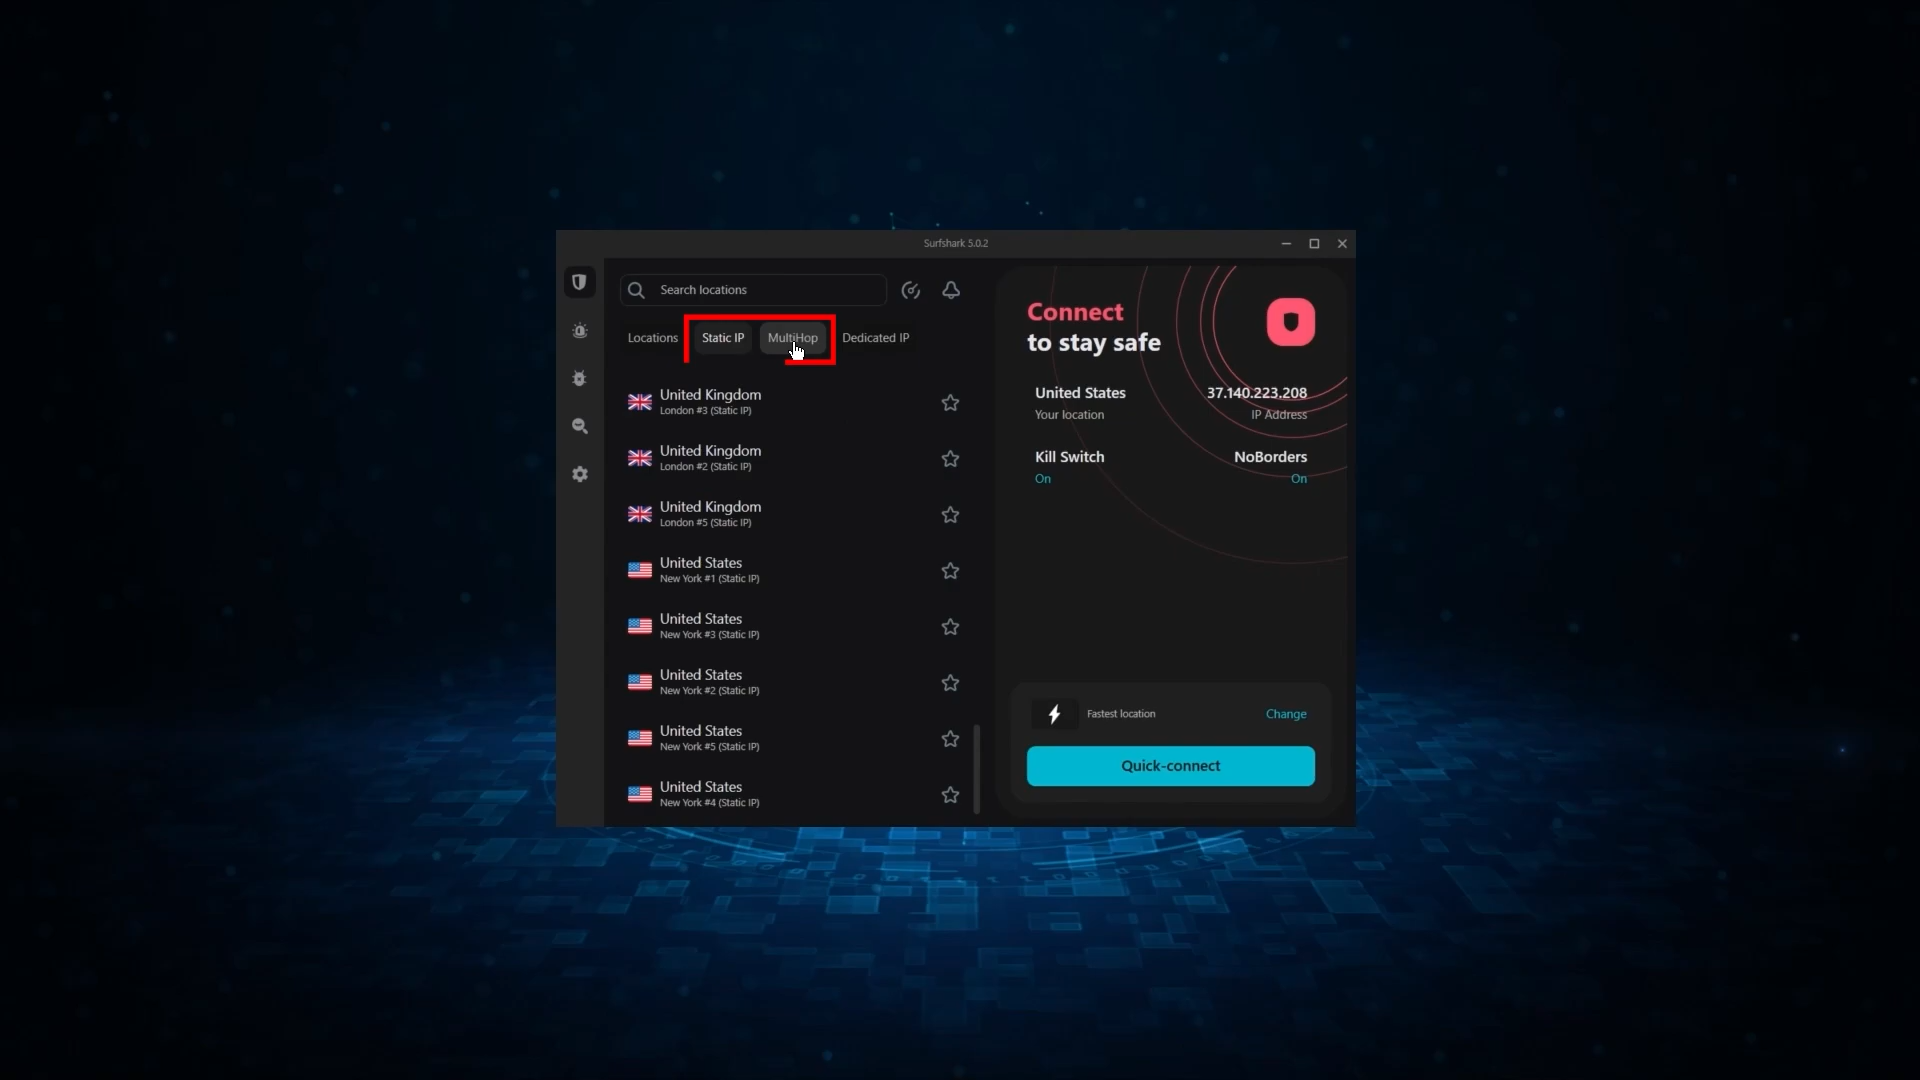 Surfshark 5.0.2
Search locations
Locations
Static IP
MultiHop
Dedicated IP
United Kingdom
London #3 (Static IP)
United Kingdom
London #2 (Static IP)
United Kingdom
London #5 (Static IP)
United States
New York #1 (Static IP)
United States
New York #3 (Static IP)
United States
New York #2 (Static IP)
United States
New York #5 (Static IP)
United States
New York #4 (Static IP)
Connect
to stay safe
United States
37.140.223.208
Your location
IP Address
Kill Switch
NoBorders
On
On
Fastest location
Change
Quick-connect